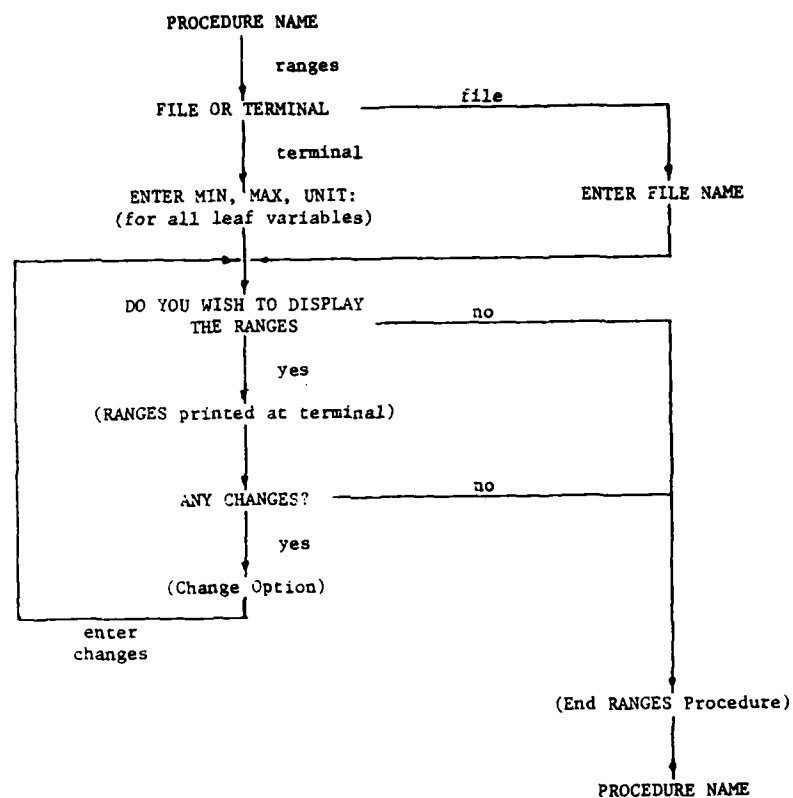 PROCEDURE NAME
ranges
FILE OR TERMINAL
file
terminal
ENTER MIN, MAX, UNIT:
(for all leaf variables)
ENTER FILE NAME
DO YOU WISH TO DISPLAY
THE RANGES
no
yes
(RANGES printed at terminal)
ANY CHANGES?
no
yes
(Change Option)
enter
changes
(End RANGES Procedure)
PROCEDURE NAME